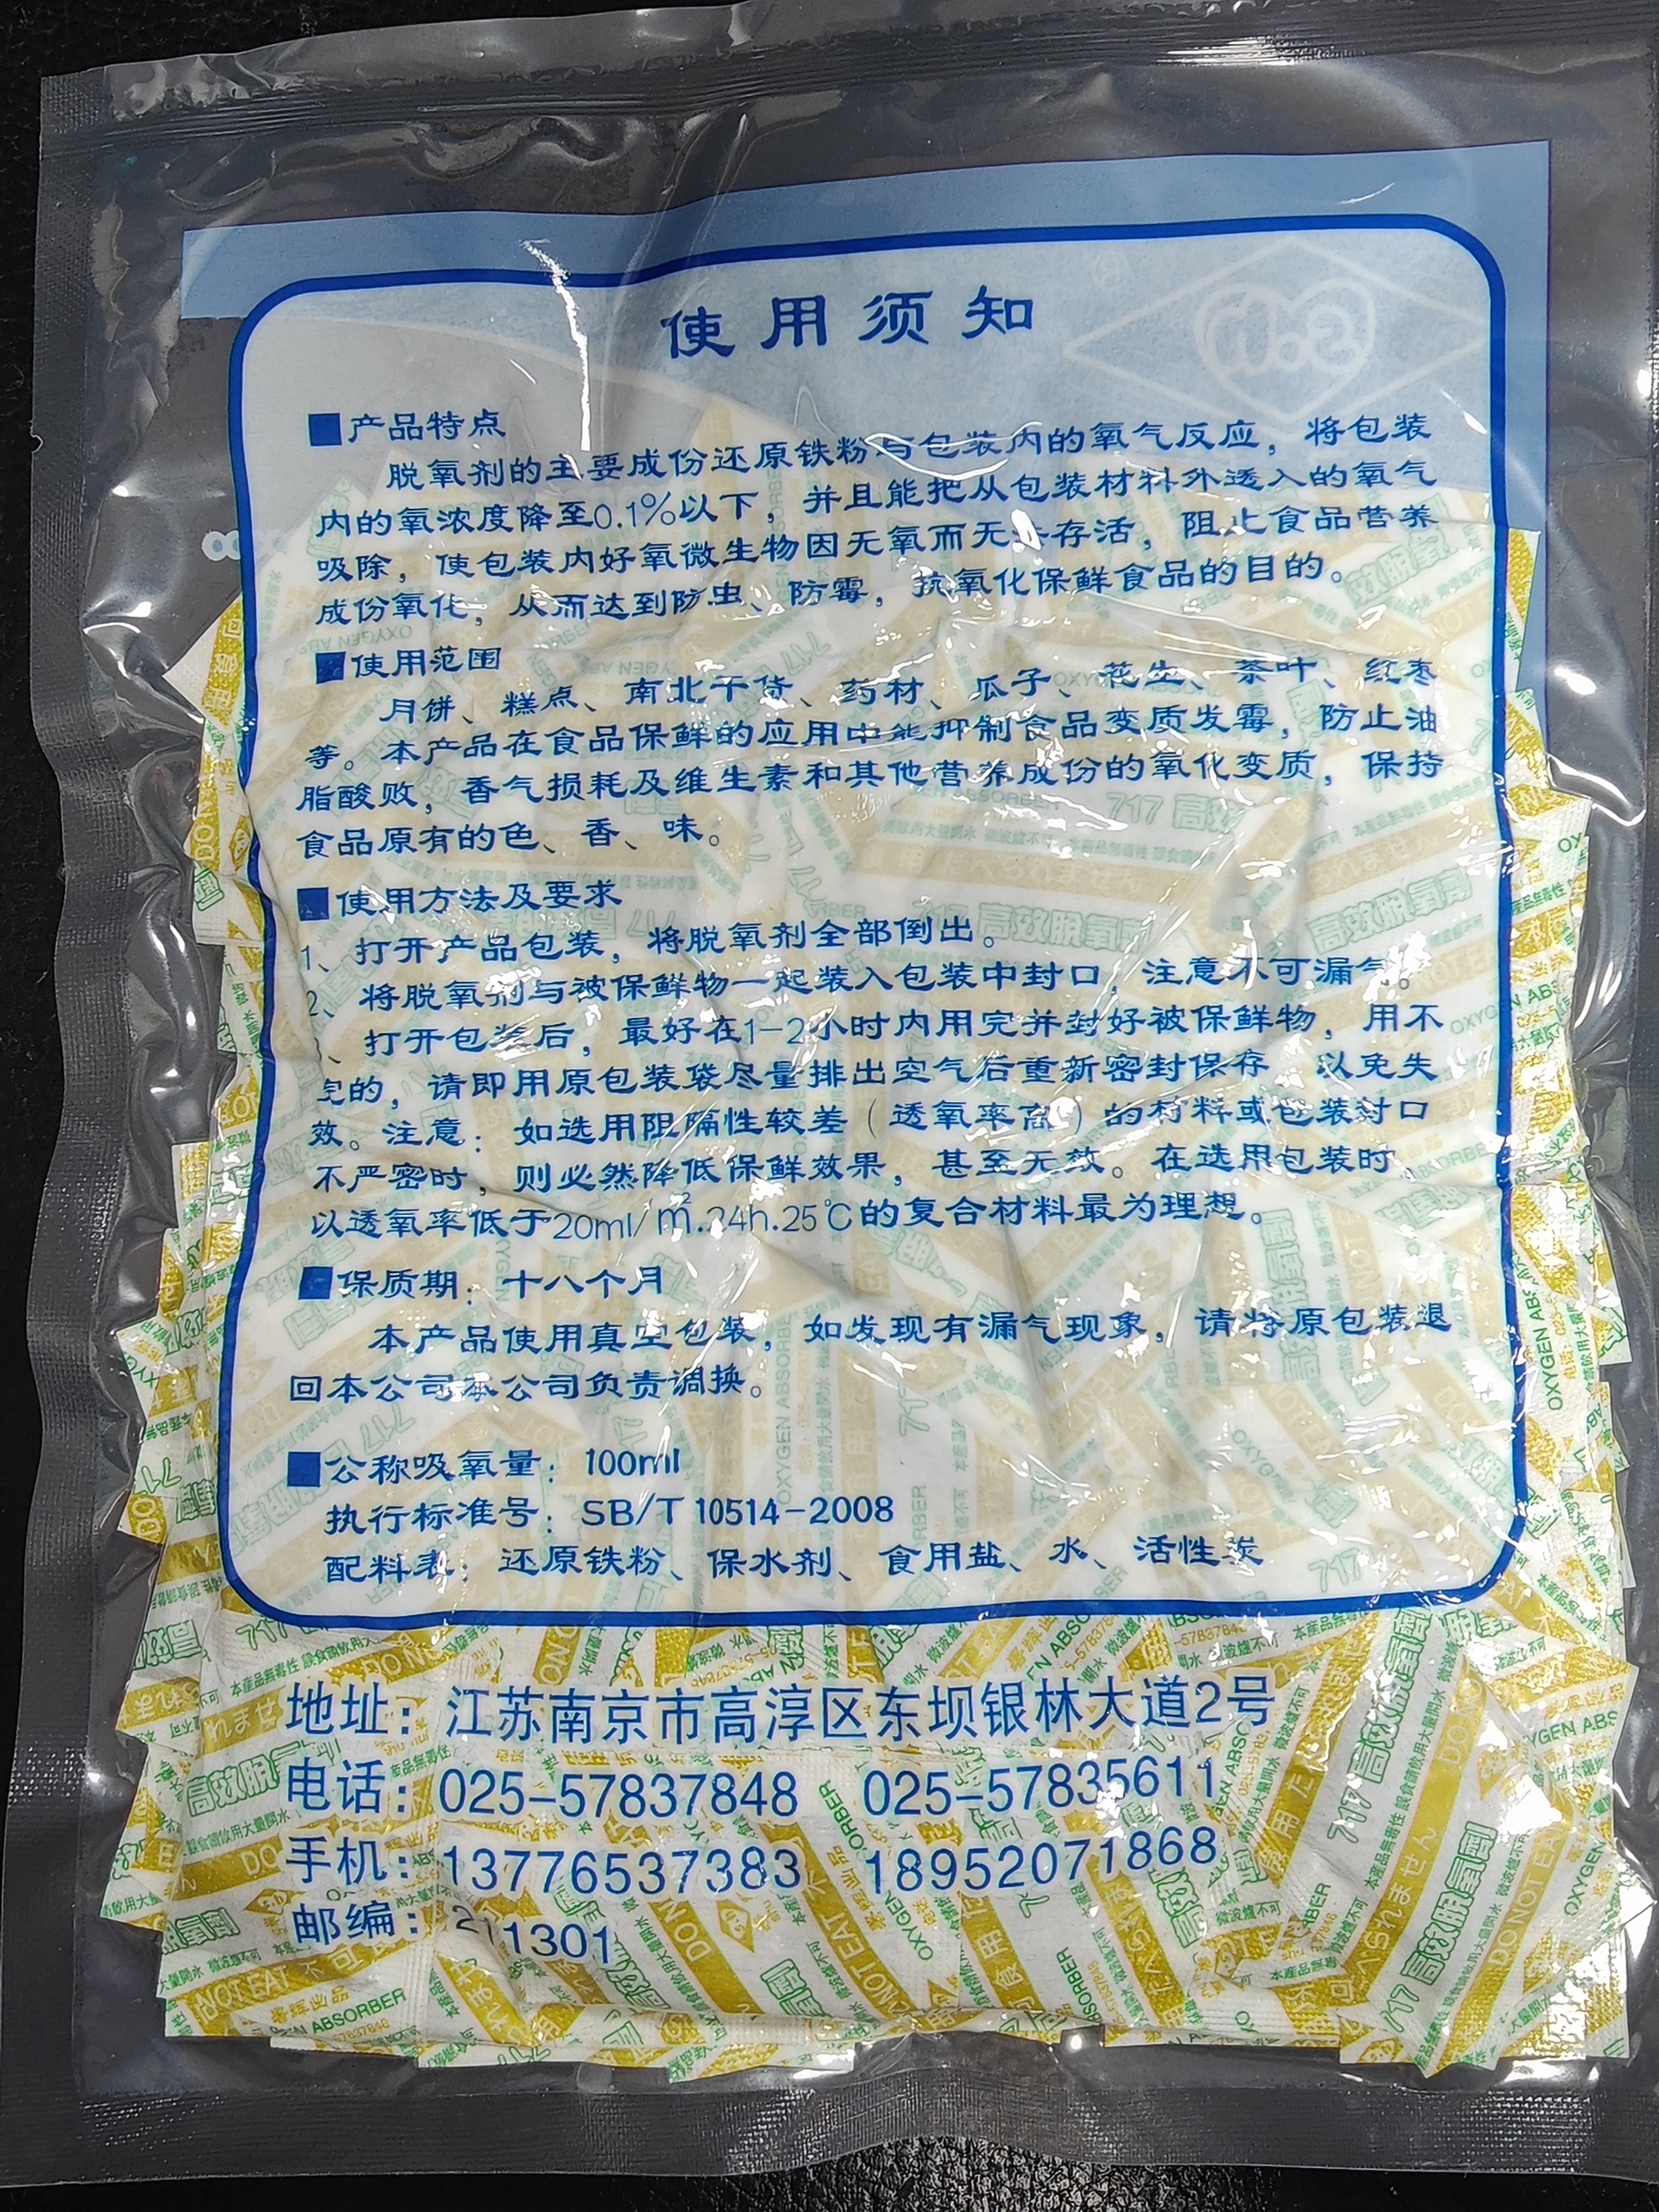 使用须知
■产品特点
脱氧剂的主要成份还原铁粉与包装内的氧气反应，将包装
内的氧浓度降至0.1%以下，并且能把从包装材料外透入的氧气
吸除，使包装内好氧微生物因无氧而无法存活，阻止食品营养
成份氧化，从而达到防虫、防霉，抗氧化保鲜食品的目的。
■使用范围
月饼、糕点、南北干货、药材、瓜子、花生、茶叶、红枣
等。本产品在食品保鲜的应用中能抑制食品变质发霉，防止油
脂酸败，香气损耗及维生素和其他营养成份的氧化变质，保持
食品原有的色、香、味。
■使用方法及要求
1、打开产品包装，将脱氧剂全部倒出。
2、将脱氧剂与被保鲜物一起装入包装中封口，注意不可漏气。
3、打开包装后，最好在1-2小时内用完并封好被保鲜物，用不
完的，请即用原包装袋尽量排出空气后重新密封保存 以免失
效。注意：如选用阻隔性较差（透氧率高）的材料或包装封口
不严密时，则必然降低保鲜效果，甚至无效。在选用包装时，
以透氧率低于20ml/m².24h.25℃的复合材料最为理想。
■保质期：十八个月
本产品使用真空包装，如发现有漏气现象，请将原包装退
回本公司本公司负责调换。
■公称吸氧量：100ml
执行标准号：SB/T 10514-2008
配料表：还原铁粉、保水剂、食用盐、水、活性炭
地址：江苏南京市高淳区东坝银林大道2号
电话：025-57837848 025-57835611
手机：13776537383 18952071868
邮编：211301